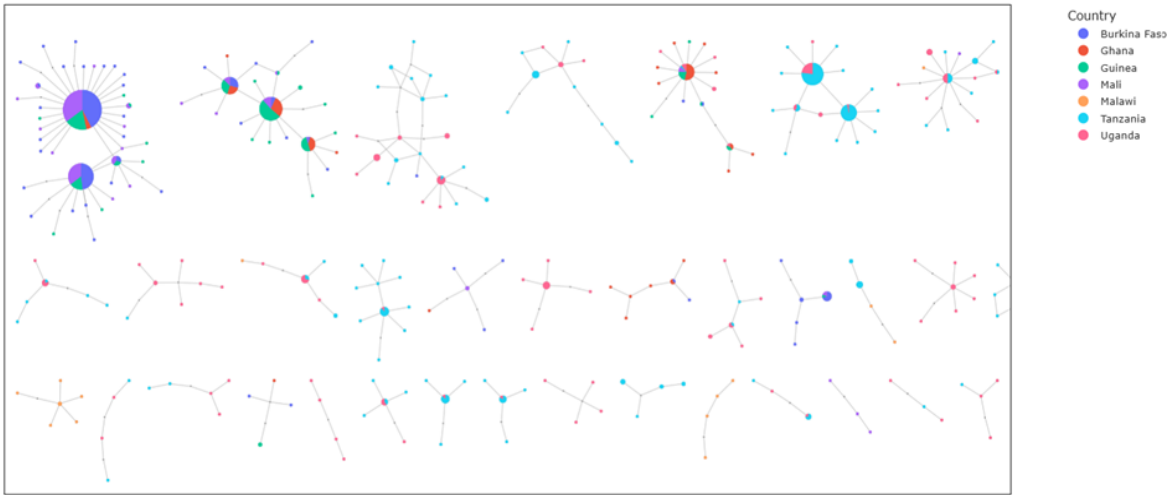 Country
Burkina Faso
Ghana
Guinea
Mali
Malawi
Tanzania
Uganda